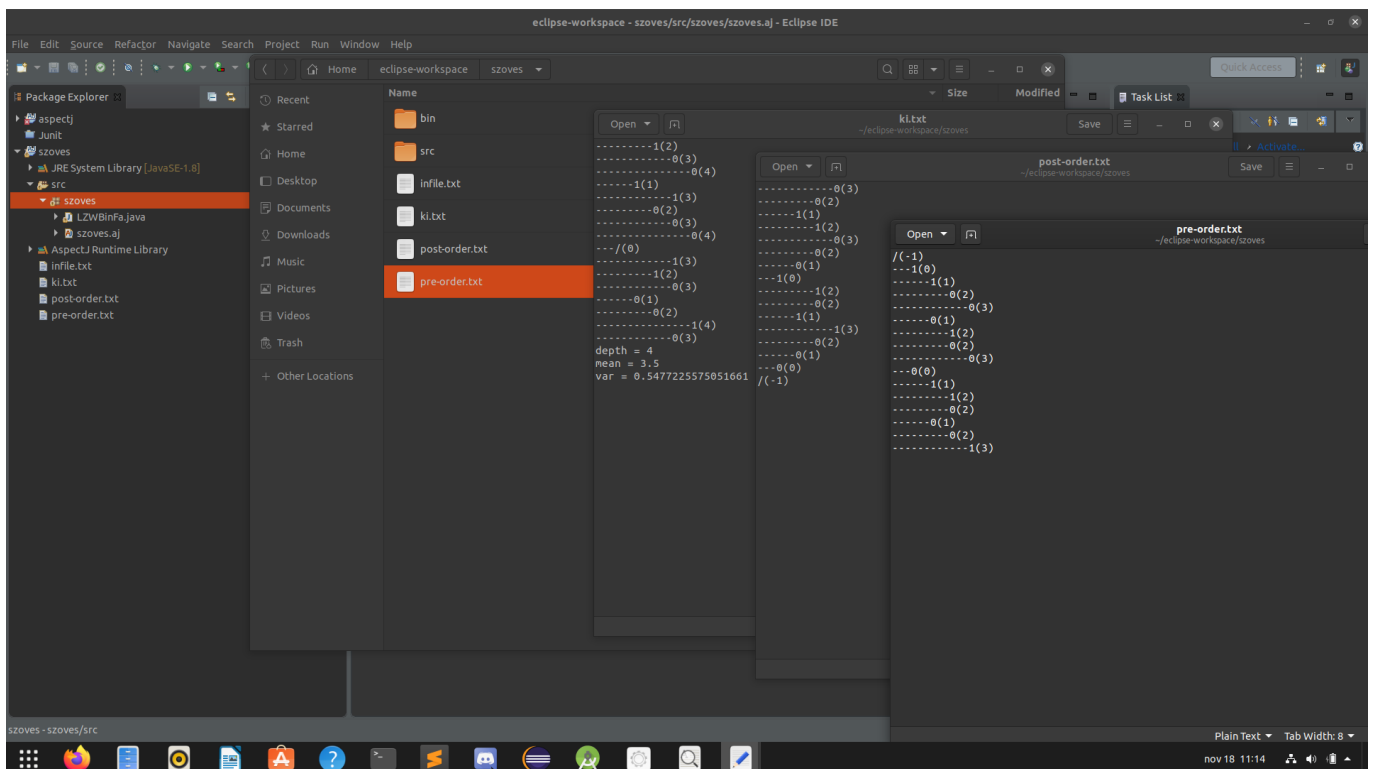 eclipse-workspace - szoves/src/szoves/szoves.aj - Eclipse IDE
File Edit Source Refactor Navigate Search Project Run Window Help
Home eclipse-workspace szoves
Quick Access
Package Explorer
aspectj
Junit
szoves
JRE System Library [JavaSE-1.8]
src
szoves
LZWBinFa.java
szoves.aj
AspectJ Runtime Library
infile.txt
ki.txt
post-order.txt
pre-order.txt
Recent
Starred
Home
Desktop
Documents
Downloads
Music
Pictures
Videos
Trash
+ Other Locations
Name Size Modified
bin
src
infile.txt
ki.txt
post-order.txt
pre-order.txt
Task List
Activate...
Open ki.txt Save
~/eclipse-workspace/szoves
---------1(2)
------------0(3)
---------------0(4)
------1(1)
------------1(3)
---------0(2)
------------0(3)
---------------0(4)
---/(0)
------------1(3)
---------1(2)
------------0(3)
------0(1)
---------0(2)
---------------1(4)
------------0(3)
depth = 4
mean = 3.5
var = 0.5477225575051661
Open post-order.txt Save
~/eclipse-workspace/szoves
------------0(3)
---------0(2)
------1(1)
---------1(2)
------------0(3)
---------0(2)
------0(1)
---1(0)
---------1(2)
---------0(2)
------1(1)
------------1(3)
---------0(2)
------0(1)
---0(0)
/(-1)
Open pre-order.txt
~/eclipse-workspace/szoves
/(-1)
---1(0)
------1(1)
---------0(2)
------------0(3)
------0(1)
---------1(2)
---------0(2)
------------0(3)
---0(0)
------1(1)
---------1(2)
---------0(2)
------0(1)
---------0(2)
------------1(3)
szoves - szoves/src
Plain Text Tab Width: 8
nov 18 11:14